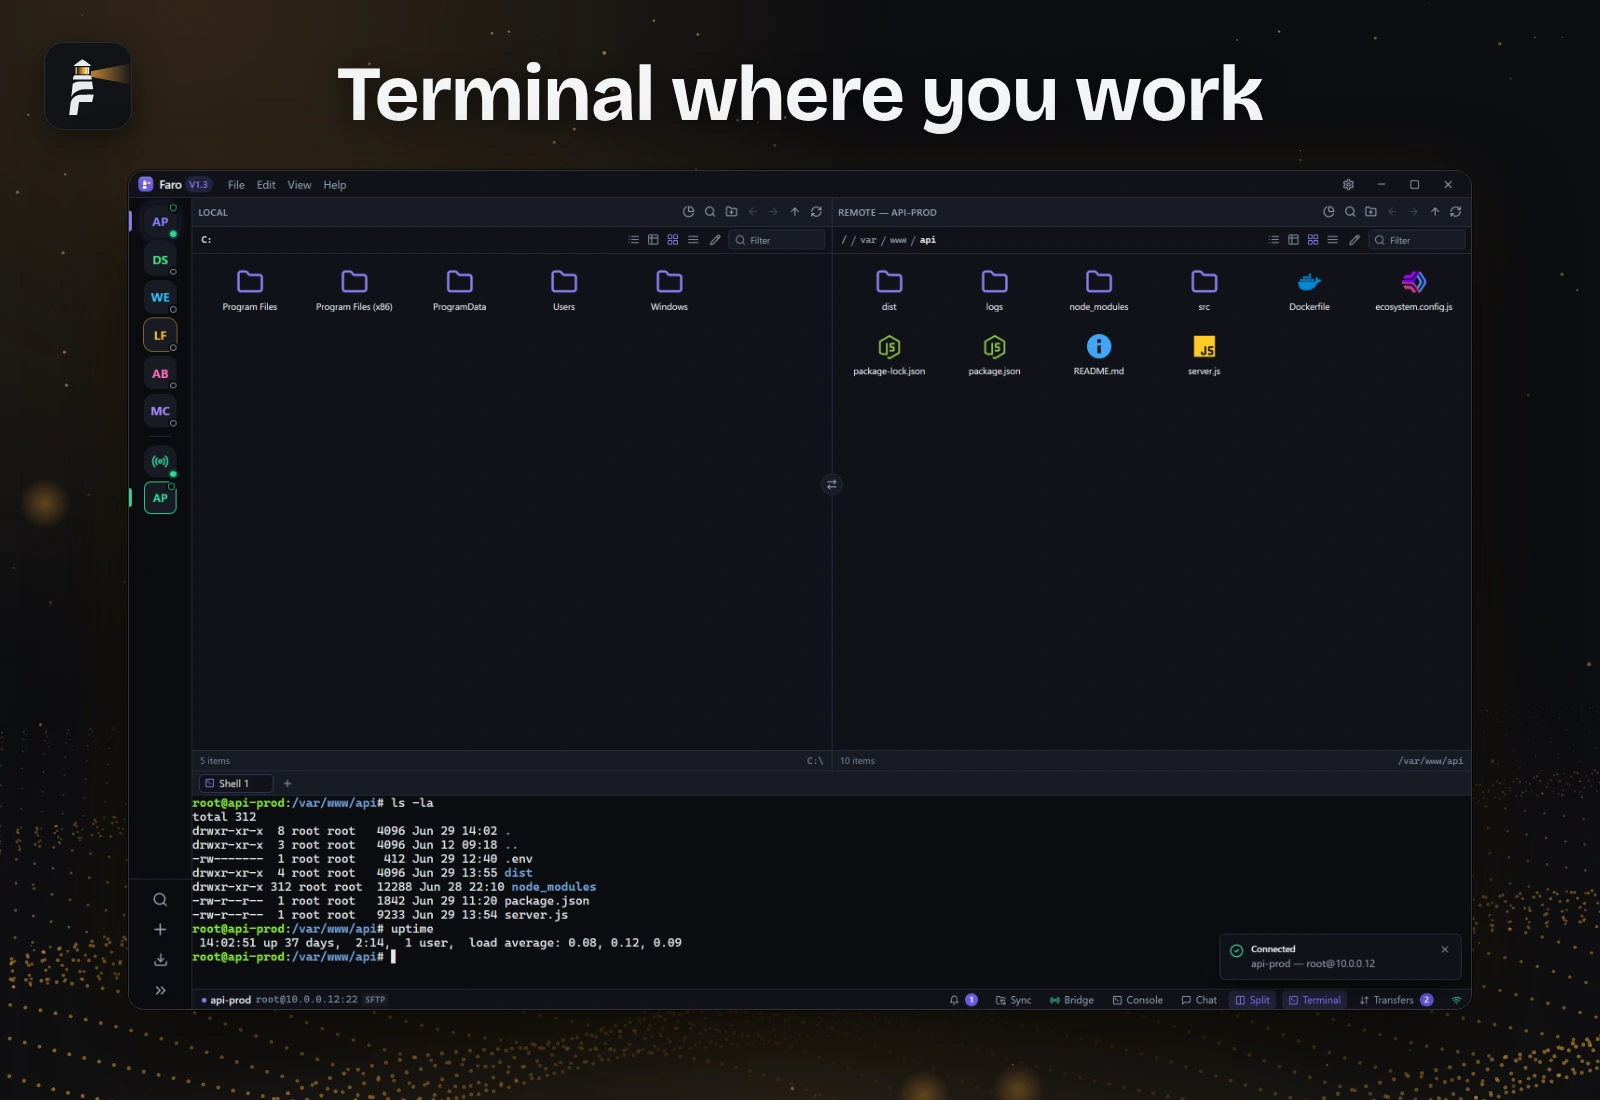 Terminal where you work
Faro V1.3 File Edit View Help
LOCAL
C:
Filter
Program Files
Program Files (x86)
ProgramData
Users
Windows
REMOTE — API-PROD
/ / var / www / api
Filter
dist
logs
node_modules
src
Dockerfile
ecosystem.config.js
package-lock.json
package.json
README.md
server.js
AP
DS
WE
LF
AB
MC
AP
5 items C:\
10 items /var/www/api
Shell 1
root@api-prod:/var/www/api# ls -la
total 312
drwxr-xr-x  8 root root   4096 Jun 29 14:02 .
drwxr-xr-x  3 root root   4096 Jun 12 09:18 ..
-rw-------  1 root root    412 Jun 29 12:40 .env
drwxr-xr-x  4 root root   4096 Jun 29 13:55 dist
drwxr-xr-x 312 root root  12288 Jun 28 22:10 node_modules
-rw-r--r--  1 root root   1842 Jun 29 11:20 package.json
-rw-r--r--  1 root root   9233 Jun 29 13:54 server.js
root@api-prod:/var/www/api# uptime
14:02:51 up 37 days,  2:14,  1 user,  load average: 0.08, 0.12, 0.09
root@api-prod:/var/www/api#
Connected
api-prod — root@10.0.0.12
api-prod root@10.0.0.12:22 SFTP
1 Sync Bridge Console Chat Split Terminal Transfers 2